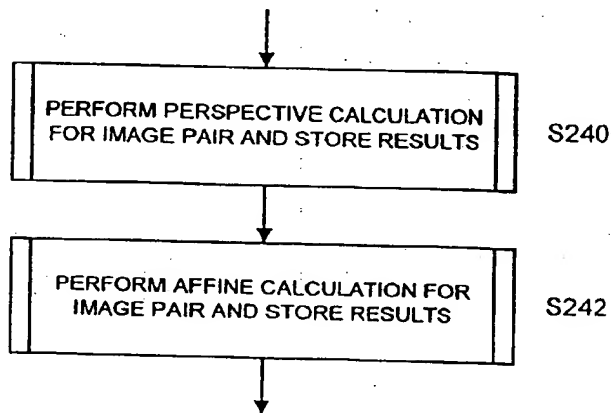 PERFORM PERSPECTIVE CALCULATION
FOR IMAGE PAIR AND STORE RESULTS
S240
PERFORM AFFINE CALCULATION FOR
IMAGE PAIR AND STORE RESULTS
S242